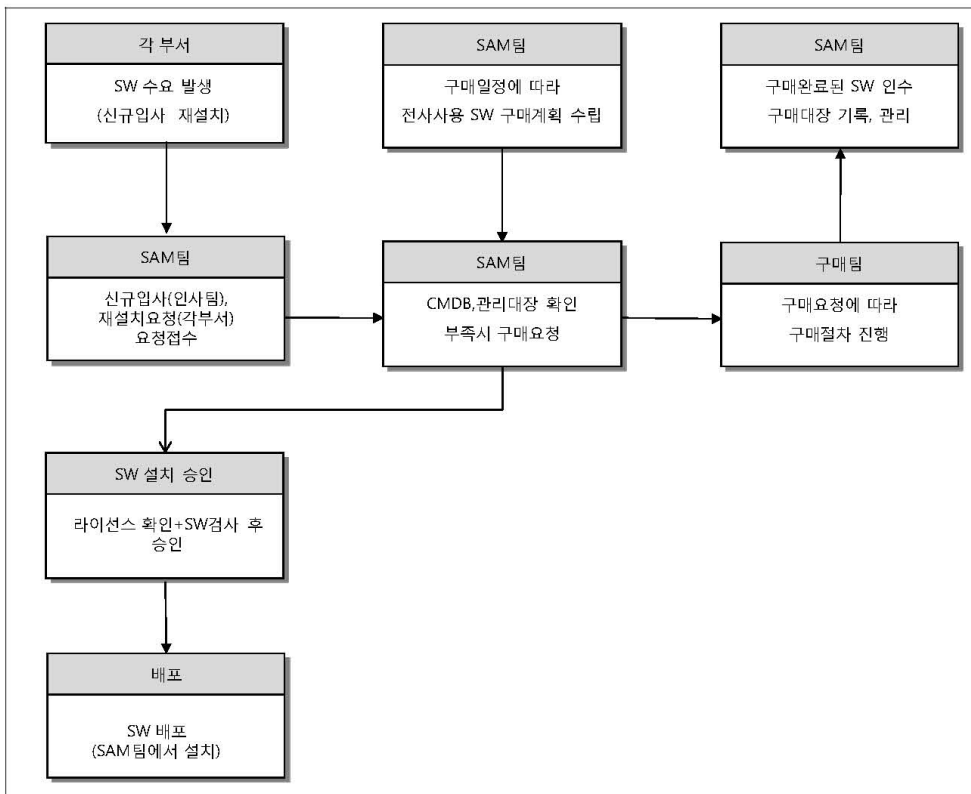 각 부서
SW 수요 발생
(신규입사 재설치)
SAM팀
구매일정에 따라
전사사용 SW 구매계획 수립
SAM팀
구매완료된 SW 인수
구매대장 기록, 관리
SAM팀
신규입사(인사팀),
재설치요청(각부서)
요청접수
SAM팀
CMDB,관리대장 확인
부족시 구매요청
구매팀
구매요청에 따라
구매절차 진행
SW 설치 승인
라이선스 확인+SW검사 후
승인
배포
SW 배포
(SAM팀에서 설치)